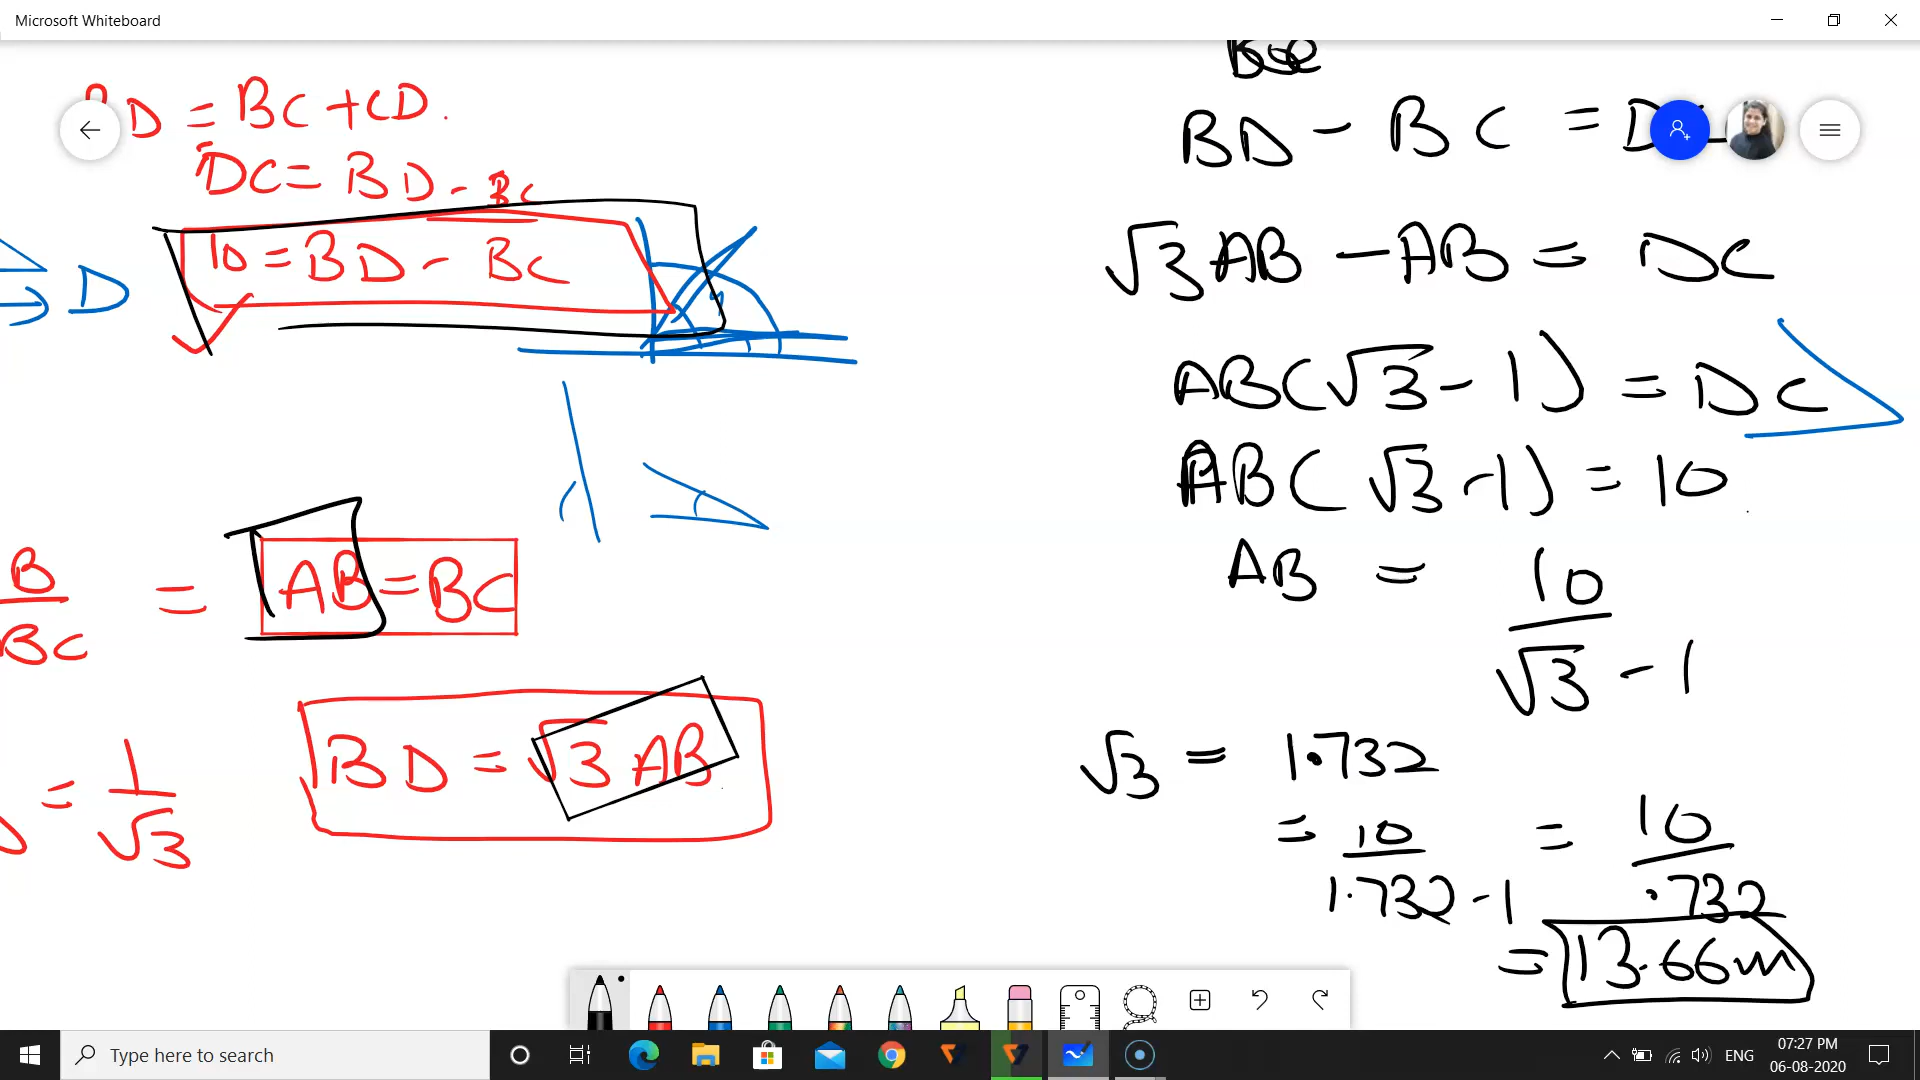 Microsoft Whiteboard
D = BC + CD.
DC = BD - BC
10 = BD - BC
D
B
BC
=
AB = BC
= 1
√3
BD = √3 AB
BD - BC = D
√3 AB - AB = DC
AB(√3 - 1) = DC
AB(√3 - 1) = 10
AB = 10
√3 - 1
√3 = 1.732
= 10 = 10
1.732 - 1 .732
= 13.66m
Type here to search
ENG
07:27 PM
06-08-2020